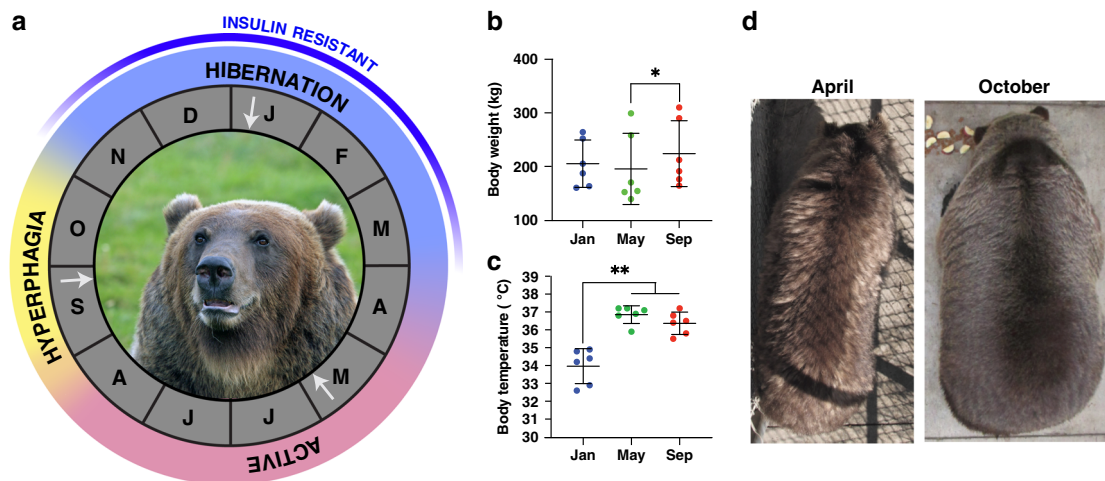 a
INSULIN RESISTANT
HIBERNATION
HYPERPHAGIA
ACTIVE
J
F
M
A
M
J
J
A
S
O
N
D
b
Body weight (kg)
400
300
200
100
*
Jan May Sep
c
Body temperature ( °C)
39
38
37
36
35
34
33
32
31
30
**
Jan May Sep
d
April October